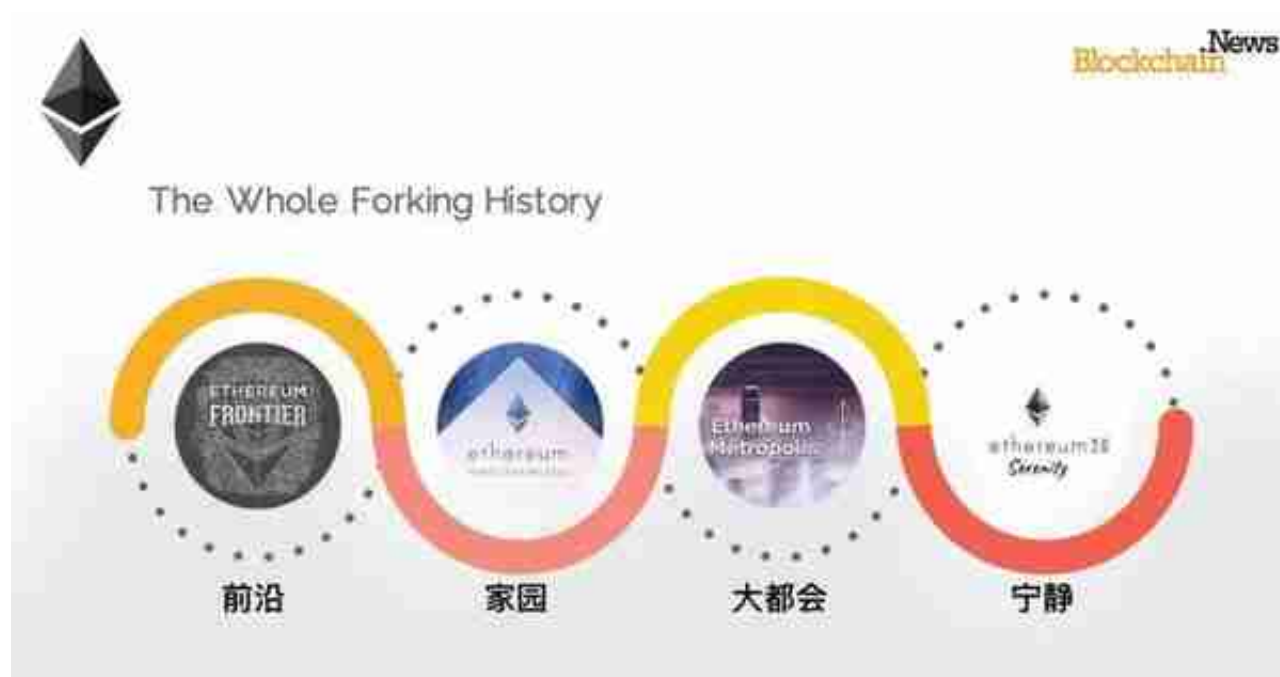 .News
Blockchain
The Whole Forking History
ETHEREUM
FRONTIER
ethereum
Ethereum
Metropolis
ethereum
Serenity
前沿
家园
大都会
宁静